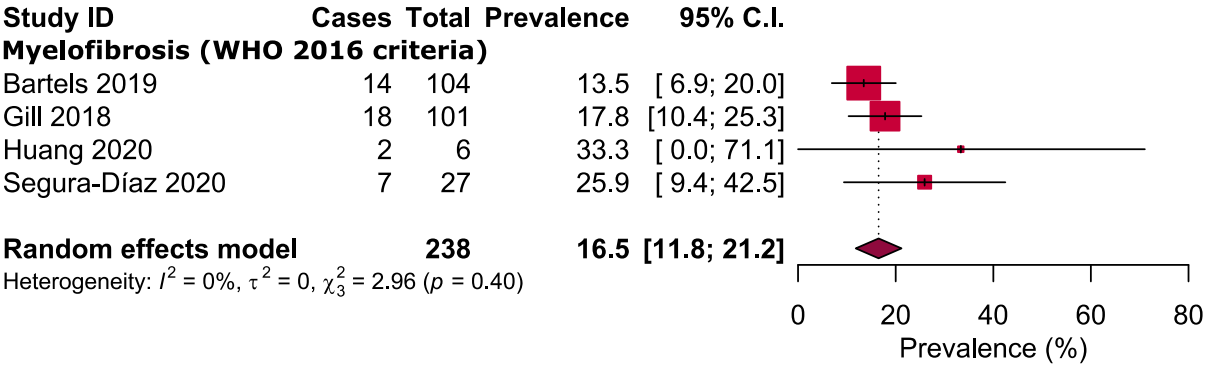 Study ID Cases Total Prevalence 95% C.I.
Myelofibrosis (WHO 2016 criteria)
Bartels 2019 14 104 13.5 [ 6.9; 20.0]
Gill 2018 18 101 17.8 [10.4; 25.3]
Huang 2020 2 6 33.3 [ 0.0; 71.1]
Segura-Díaz 2020 7 27 25.9 [ 9.4; 42.5]
Random effects model 238 16.5 [11.8; 21.2]
Heterogeneity: I² = 0%, τ² = 0, χ²₃ = 2.96 (p = 0.40)
0 20 40 60 80
Prevalence (%)